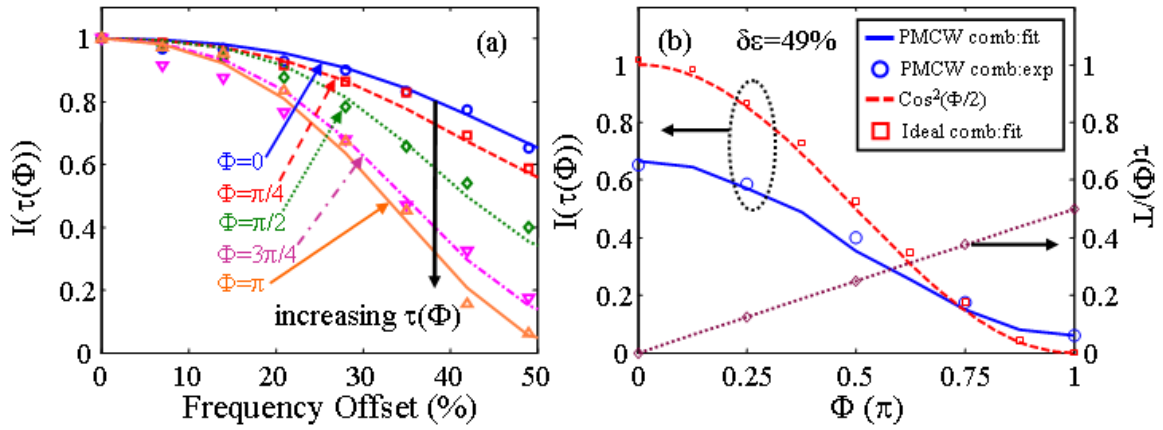 (a)
I(τ(Φ))
1
0.8
0.6
0.4
0.2
0
Φ=0
Φ=π/4
Φ=π/2
Φ=3π/4
Φ=π
increasing τ(Φ)
0 10 20 30 40 50
Frequency Offset (%)
(b)
δε=49%
PMCW comb:fit
PMCW comb:exp
Cos²(Φ/2)
Ideal comb:fit
I(τ(Φ))
1
0.8
0.6
0.4
0.2
0
τ(Φ)/T
1
0.8
0.6
0.4
0.2
0
0 0.25 0.5 0.75 1
Φ (π)